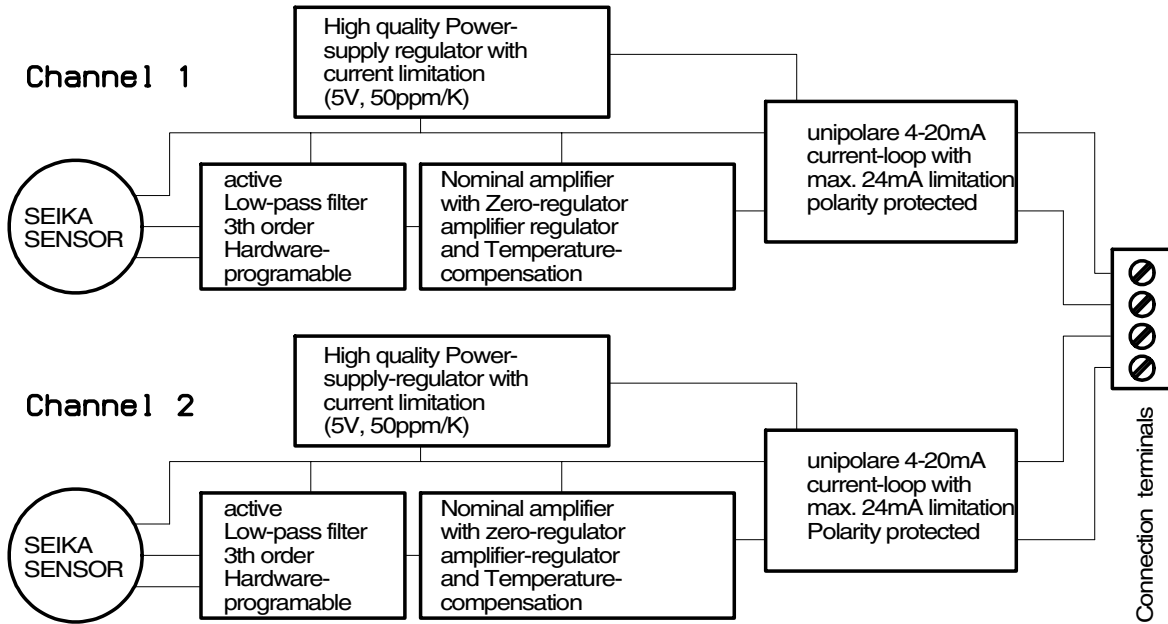 Channel 1
High quality Power-
supply regulator with
current limitation
(5V, 50ppm/K)
unipolare 4-20mA
current-loop with
max. 24mA limitation
polarity protected
SEIKA
SENSOR
active
Low-pass filter
3th order
Hardware-
programable
Nominal amplifier
with Zero-regulator
amplifier regulator
and Temperature-
compensation
Channel 2
High quality Power-
supply-regulator with
current limitation
(5V, 50ppm/K)
unipolare 4-20mA
current-loop with
max. 24mA limitation
Polarity protected
SEIKA
SENSOR
active
Low-pass filter
3th order
Hardware-
programable
Nominal amplifier
with zero-regulator
amplifier-regulator
and Temperature-
compensation
Connection terminals